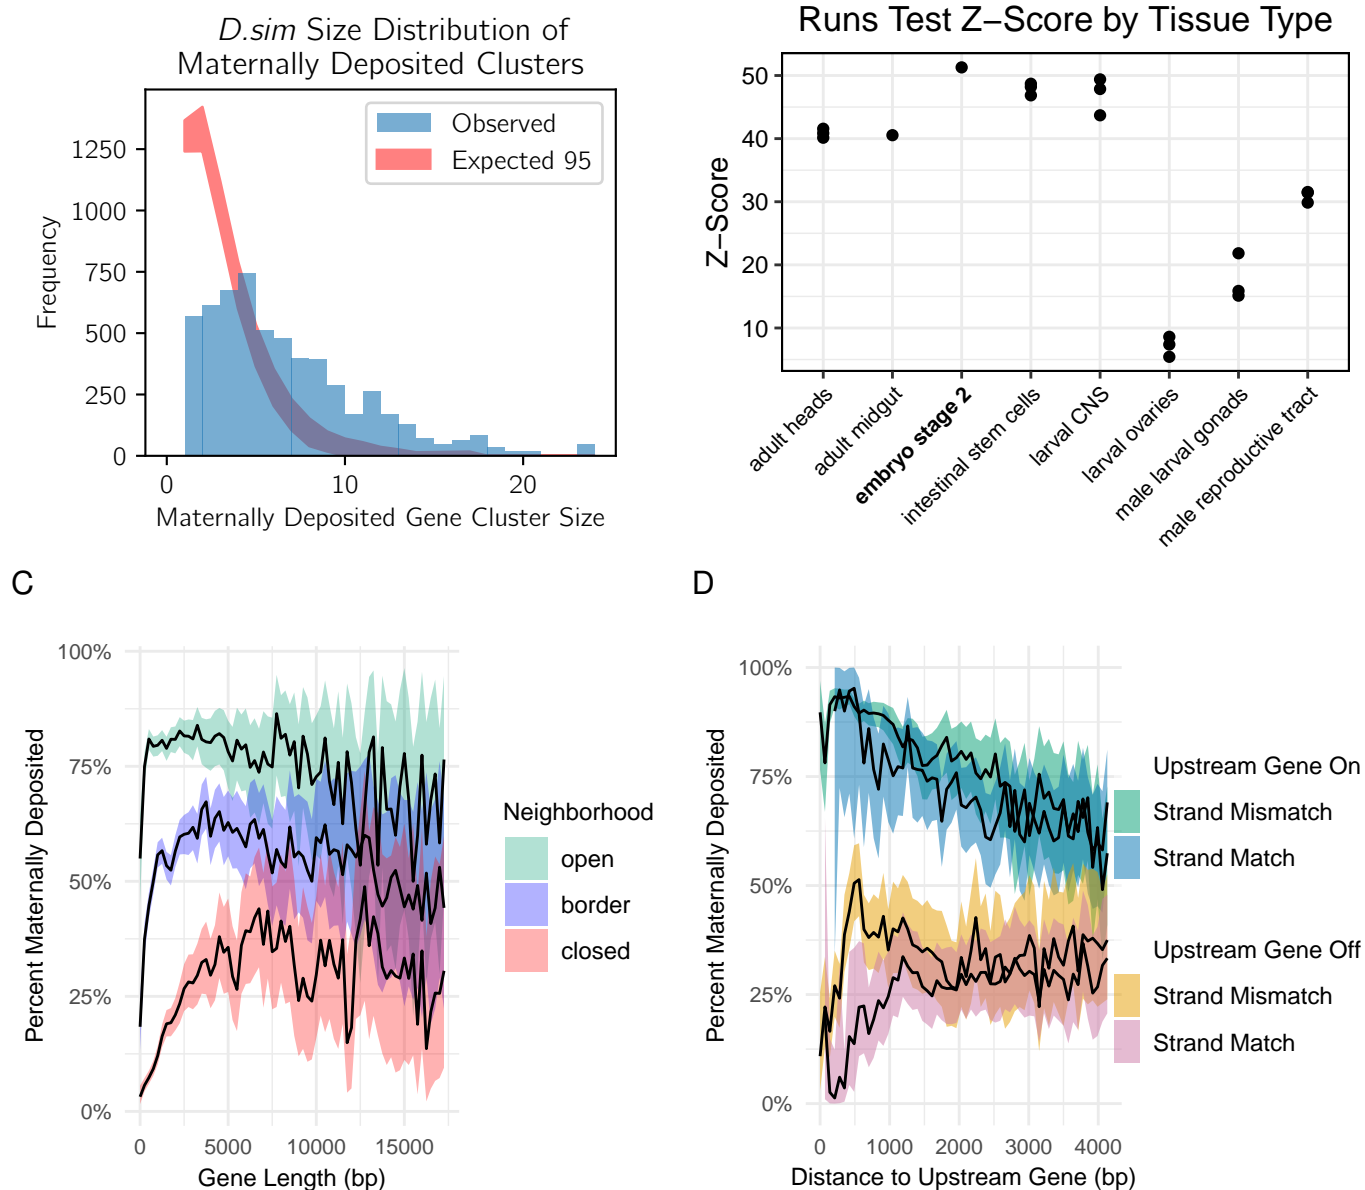 D.sim Size Distribution of
Maternally Deposited Clusters
Observed
Expected 95
1250
1000
750
500
250
0
Frequency
0 10 20
Maternally Deposited Gene Cluster Size
Runs Test Z−Score by Tissue Type
50
40
30
20
10
Z−Score
adult heads
adult midgut
embryo stage 2
intestinal stem cells
larval CNS
larval ovaries
male larval gonads
male reproductive tract
C
100%
75%
50%
25%
0%
Percent Maternally Deposited
0 5000 10000 15000
Gene Length (bp)
Neighborhood
open
border
closed
D
100%
75%
50%
25%
0%
Percent Maternally Deposited
0 1000 2000 3000 4000
Distance to Upstream Gene (bp)
Upstream Gene On
Strand Mismatch
Strand Match
Upstream Gene Off
Strand Mismatch
Strand Match